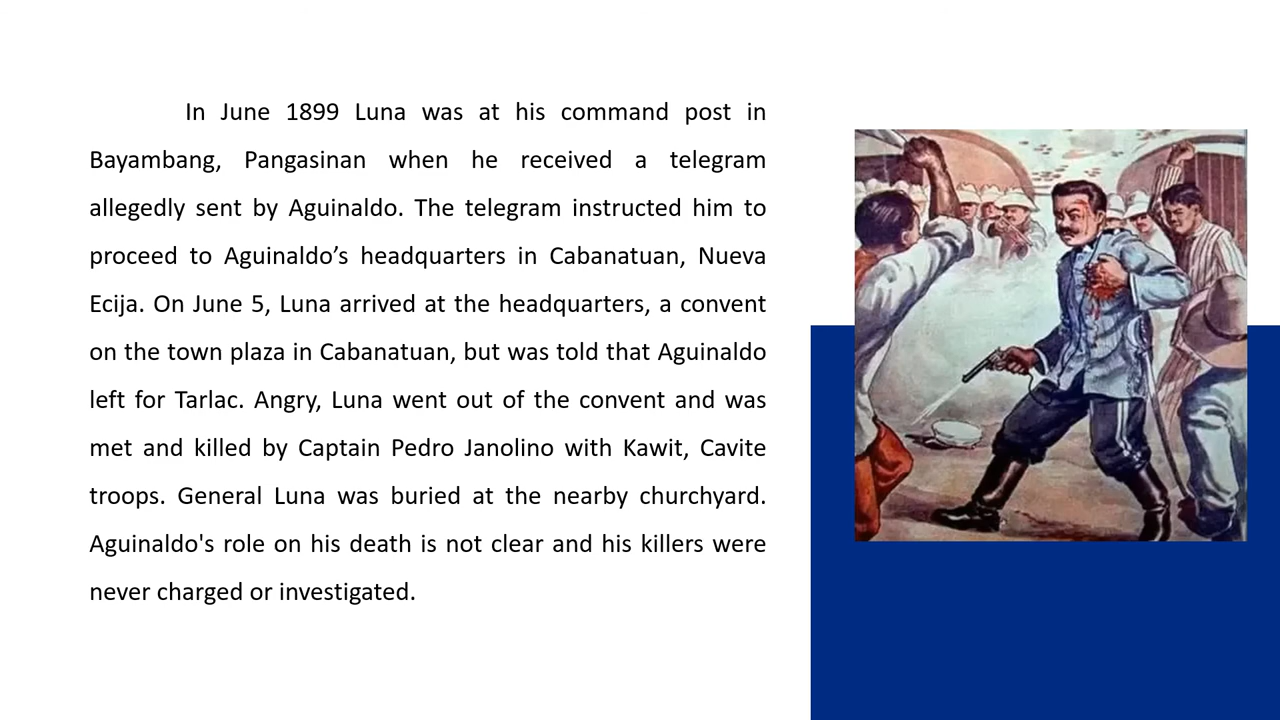 In June 1899 Luna was at his command post in
Bayambang, Pangasinan when he received a telegram
allegedly sent by Aguinaldo. The telegram instructed him to
proceed to Aguinaldo’s headquarters in Cabanatuan, Nueva
Ecija. On June 5, Luna arrived at the headquarters, a convent
on the town plaza in Cabanatuan, but was told that Aguinaldo
left for Tarlac. Angry, Luna went out of the convent and was
met and killed by Captain Pedro Janolino with Kawit, Cavite
troops. General Luna was buried at the nearby churchyard.
Aguinaldo's role on his death is not clear and his killers were
never charged or investigated.